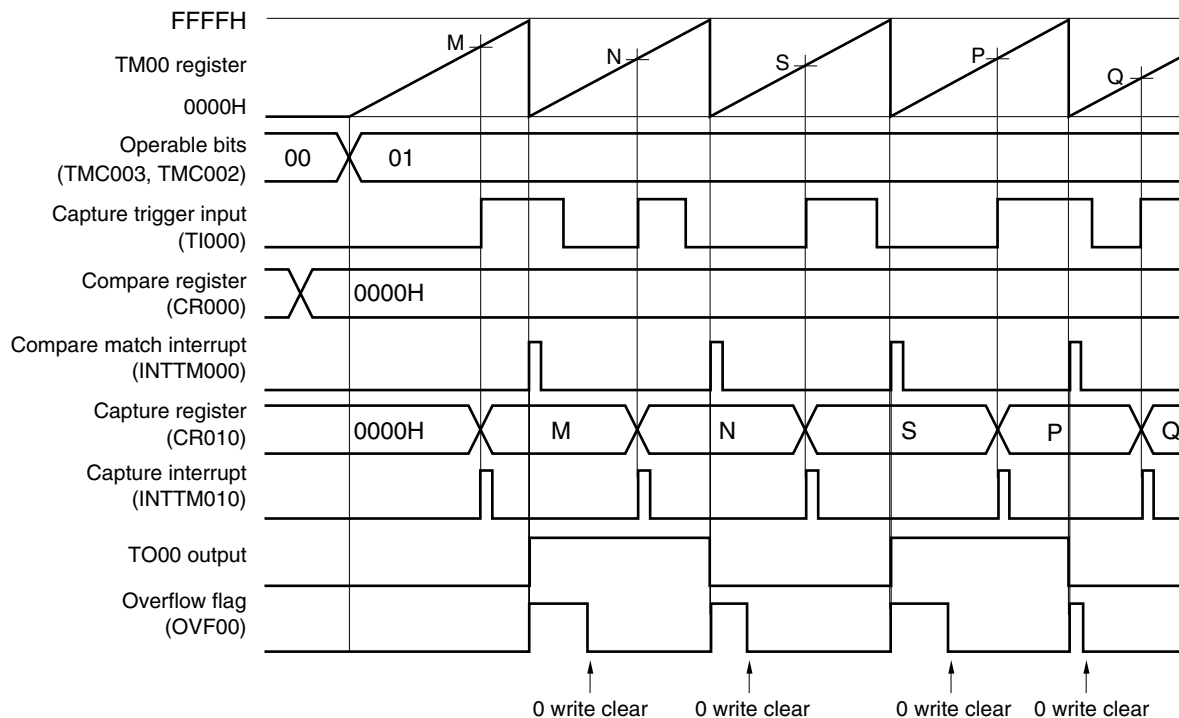 FFFFH
TM00 register
0000H
M N S P Q
Operable bits
(TMC003, TMC002)
00 01
Capture trigger input
(TI000)
Compare register
(CR000)
0000H
Compare match interrupt
(INTTM000)
Capture register
(CR010)
0000H M N S P Q
Capture interrupt
(INTTM010)
TO00 output
Overflow flag
(OVF00)
0 write clear 0 write clear 0 write clear 0 write clear